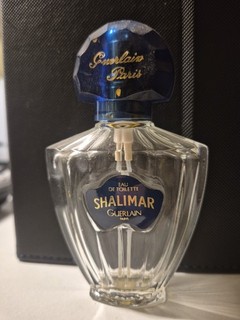 Guerlain
Paris
EAU
DE TOILETTE
SHALIMAR
GUERLAIN
PARIS